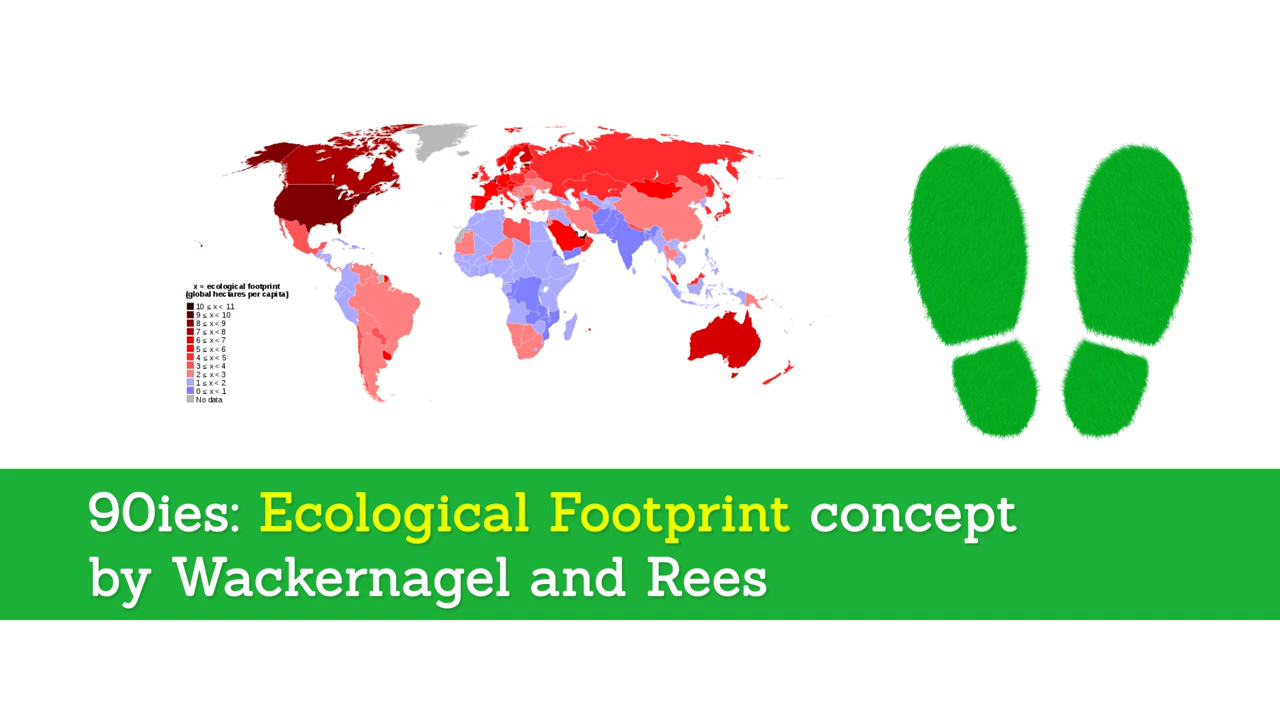 x = ecological footprint
(global hectares per capita)
10 ≤ x < 11
9 ≤ x < 10
8 ≤ x < 9
7 ≤ x < 8
6 ≤ x < 7
5 ≤ x < 6
4 ≤ x < 5
3 ≤ x < 4
2 ≤ x < 3
1 ≤ x < 2
0 ≤ x < 1
No data
90ies: Ecological Footprint concept
by Wackernagel and Rees